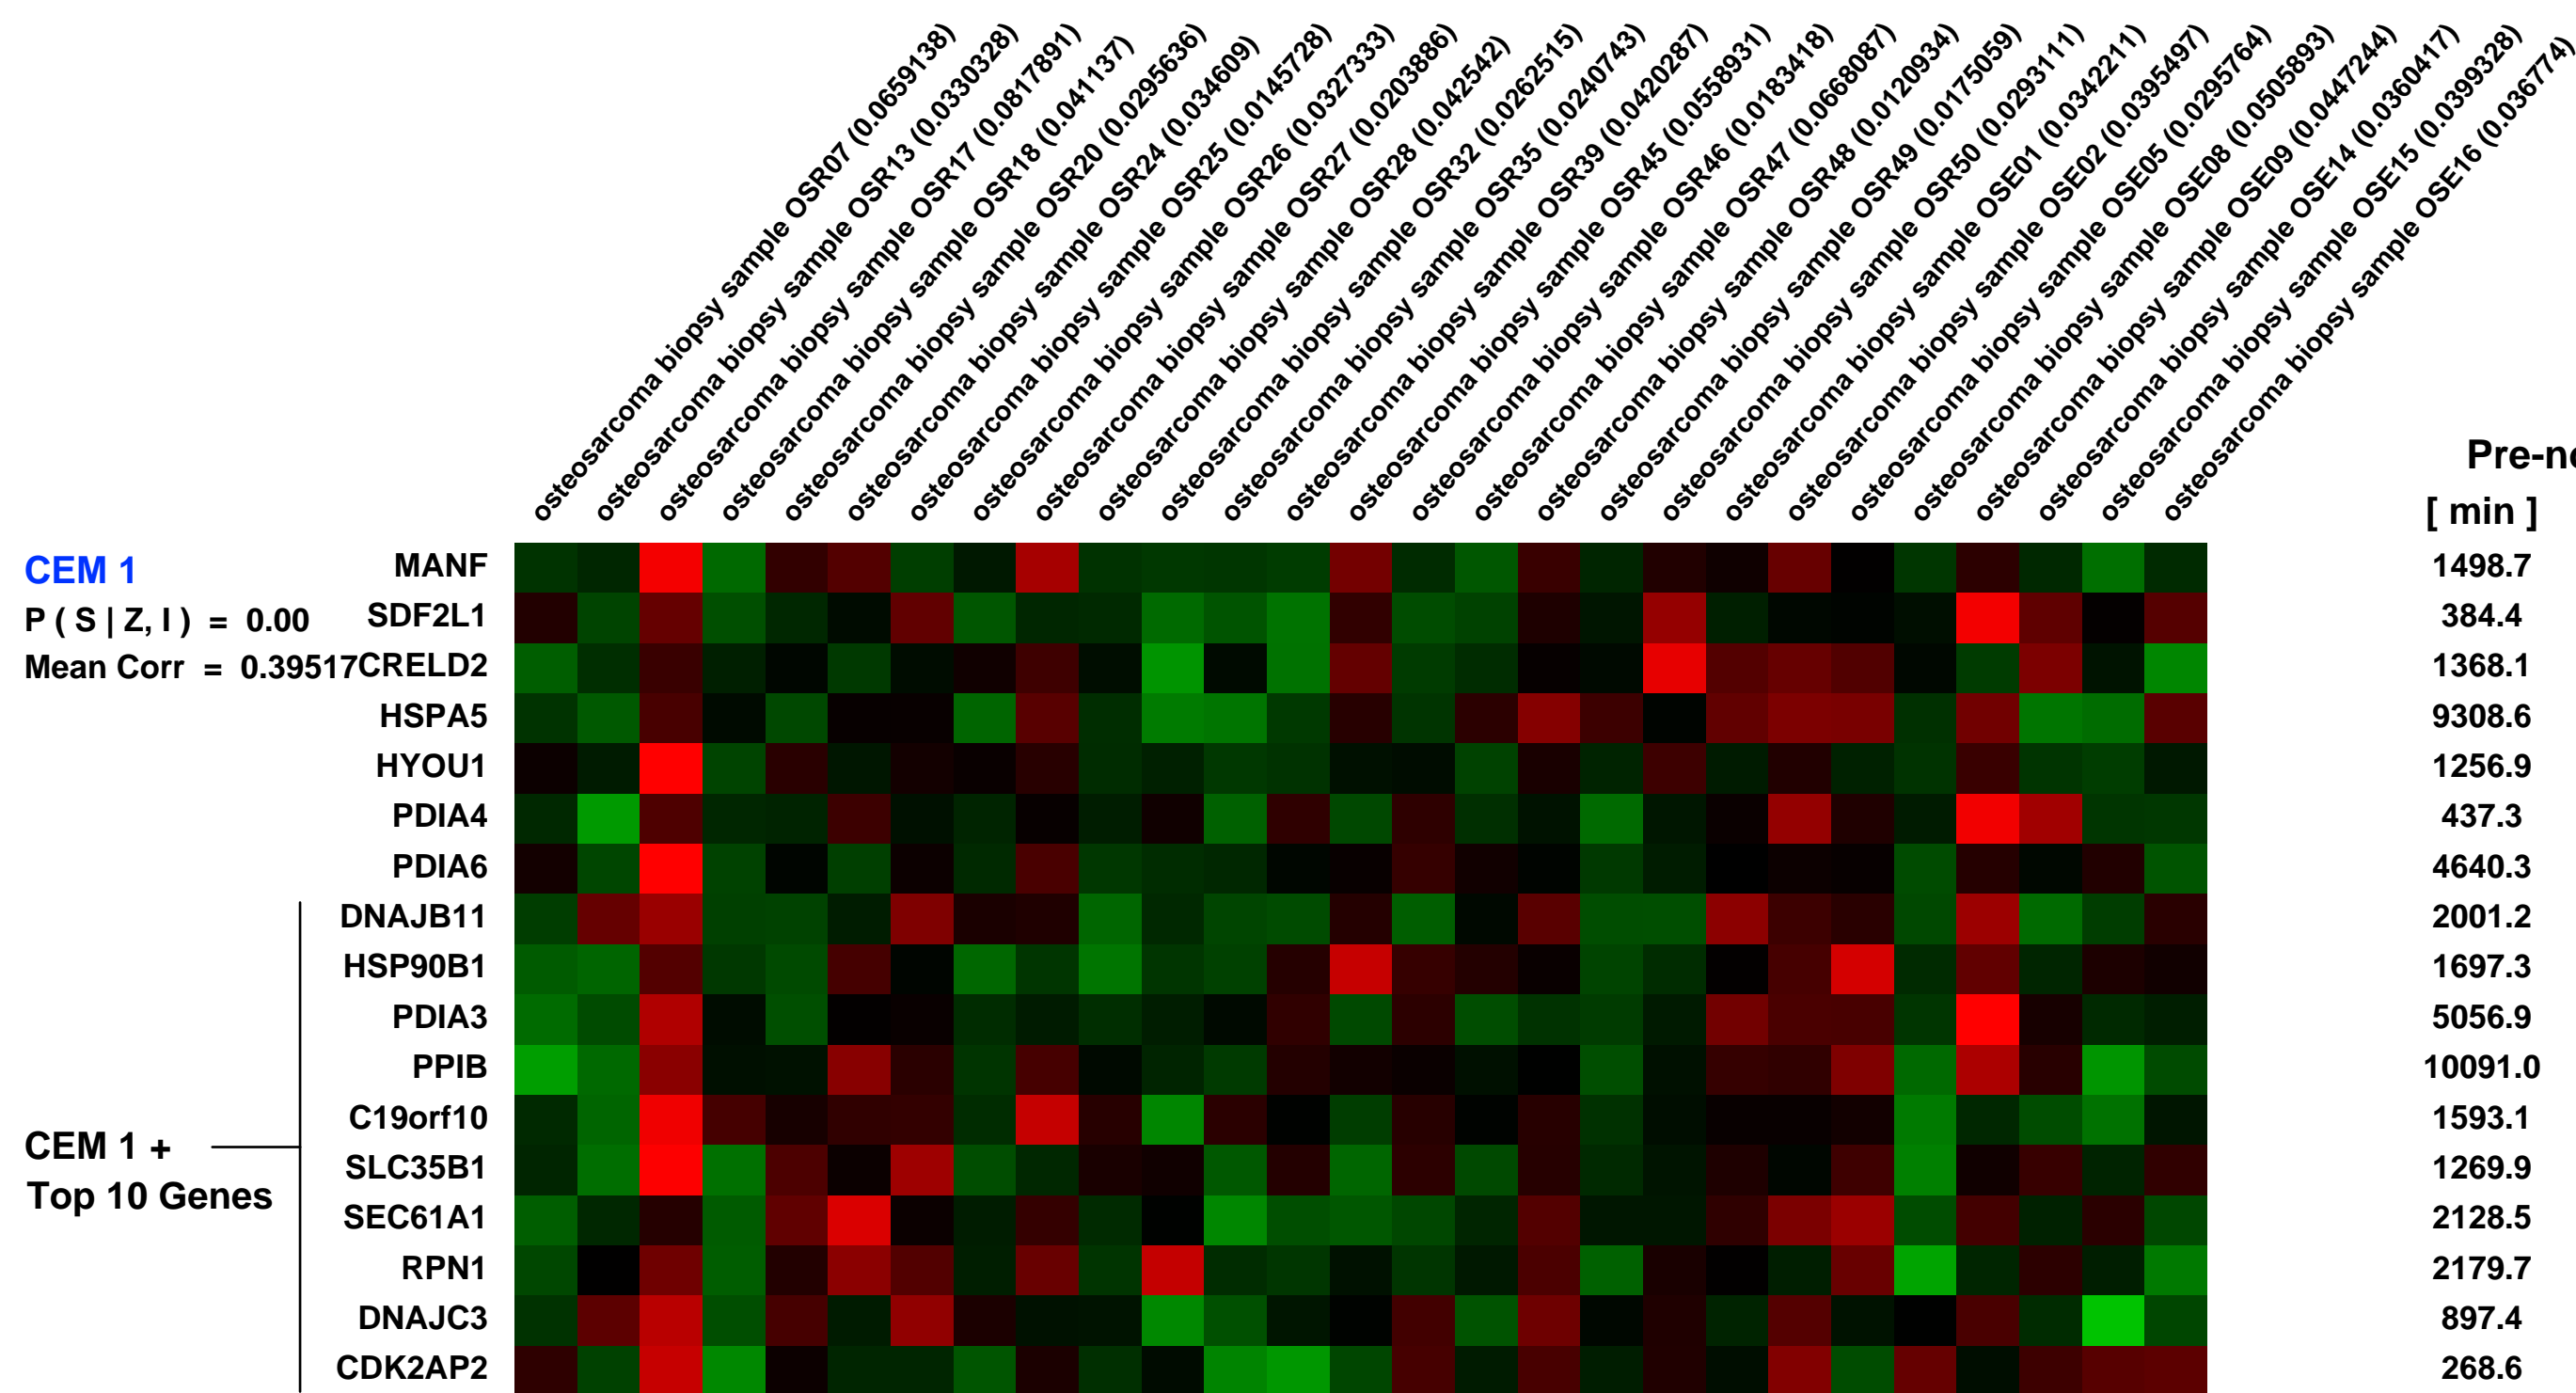 osteosarcoma biopsy sample OSR07 (0.0659138)
osteosarcoma biopsy sample OSR13 (0.0330328)
osteosarcoma biopsy sample OSR17 (0.0817891)
osteosarcoma biopsy sample OSR18 (0.041137)
osteosarcoma biopsy sample OSR20 (0.0295636)
osteosarcoma biopsy sample OSR24 (0.034609)
osteosarcoma biopsy sample OSR25 (0.0145728)
osteosarcoma biopsy sample OSR26 (0.0327333)
osteosarcoma biopsy sample OSR27 (0.0203886)
osteosarcoma biopsy sample OSR28 (0.042542)
osteosarcoma biopsy sample OSR32 (0.0262515)
osteosarcoma biopsy sample OSR35 (0.0240743)
osteosarcoma biopsy sample OSR39 (0.0420287)
osteosarcoma biopsy sample OSR45 (0.0558931)
osteosarcoma biopsy sample OSR46 (0.0183418)
osteosarcoma biopsy sample OSR47 (0.0668087)
osteosarcoma biopsy sample OSR48 (0.0120934)
osteosarcoma biopsy sample OSR49 (0.0175059)
osteosarcoma biopsy sample OSR50 (0.0293111)
osteosarcoma biopsy sample OSE01 (0.0342211)
osteosarcoma biopsy sample OSE02 (0.0395497)
osteosarcoma biopsy sample OSE05 (0.0295764)
osteosarcoma biopsy sample OSE08 (0.0505893)
osteosarcoma biopsy sample OSE09 (0.0447244)
osteosarcoma biopsy sample OSE14 (0.0360417)
osteosarcoma biopsy sample OSE15 (0.0399328)
osteosarcoma biopsy sample OSE16 (0.036774)
Pre-no
[ min ]
CEM 1 MANF 1498.7
P ( S | Z, I ) = 0.00 SDF2L1 384.4
Mean Corr = 0.39517 CRELD2 1368.1
HSPA5 9308.6
HYOU1 1256.9
PDIA4 437.3
PDIA6 4640.3
DNAJB11 2001.2
HSP90B1 1697.3
PDIA3 5056.9
PPIB 10091.0
C19orf10 1593.1
CEM 1 +
SLC35B1 1269.9
Top 10 Genes
SEC61A1 2128.5
RPN1 2179.7
DNAJC3 897.4
CDK2AP2 268.6